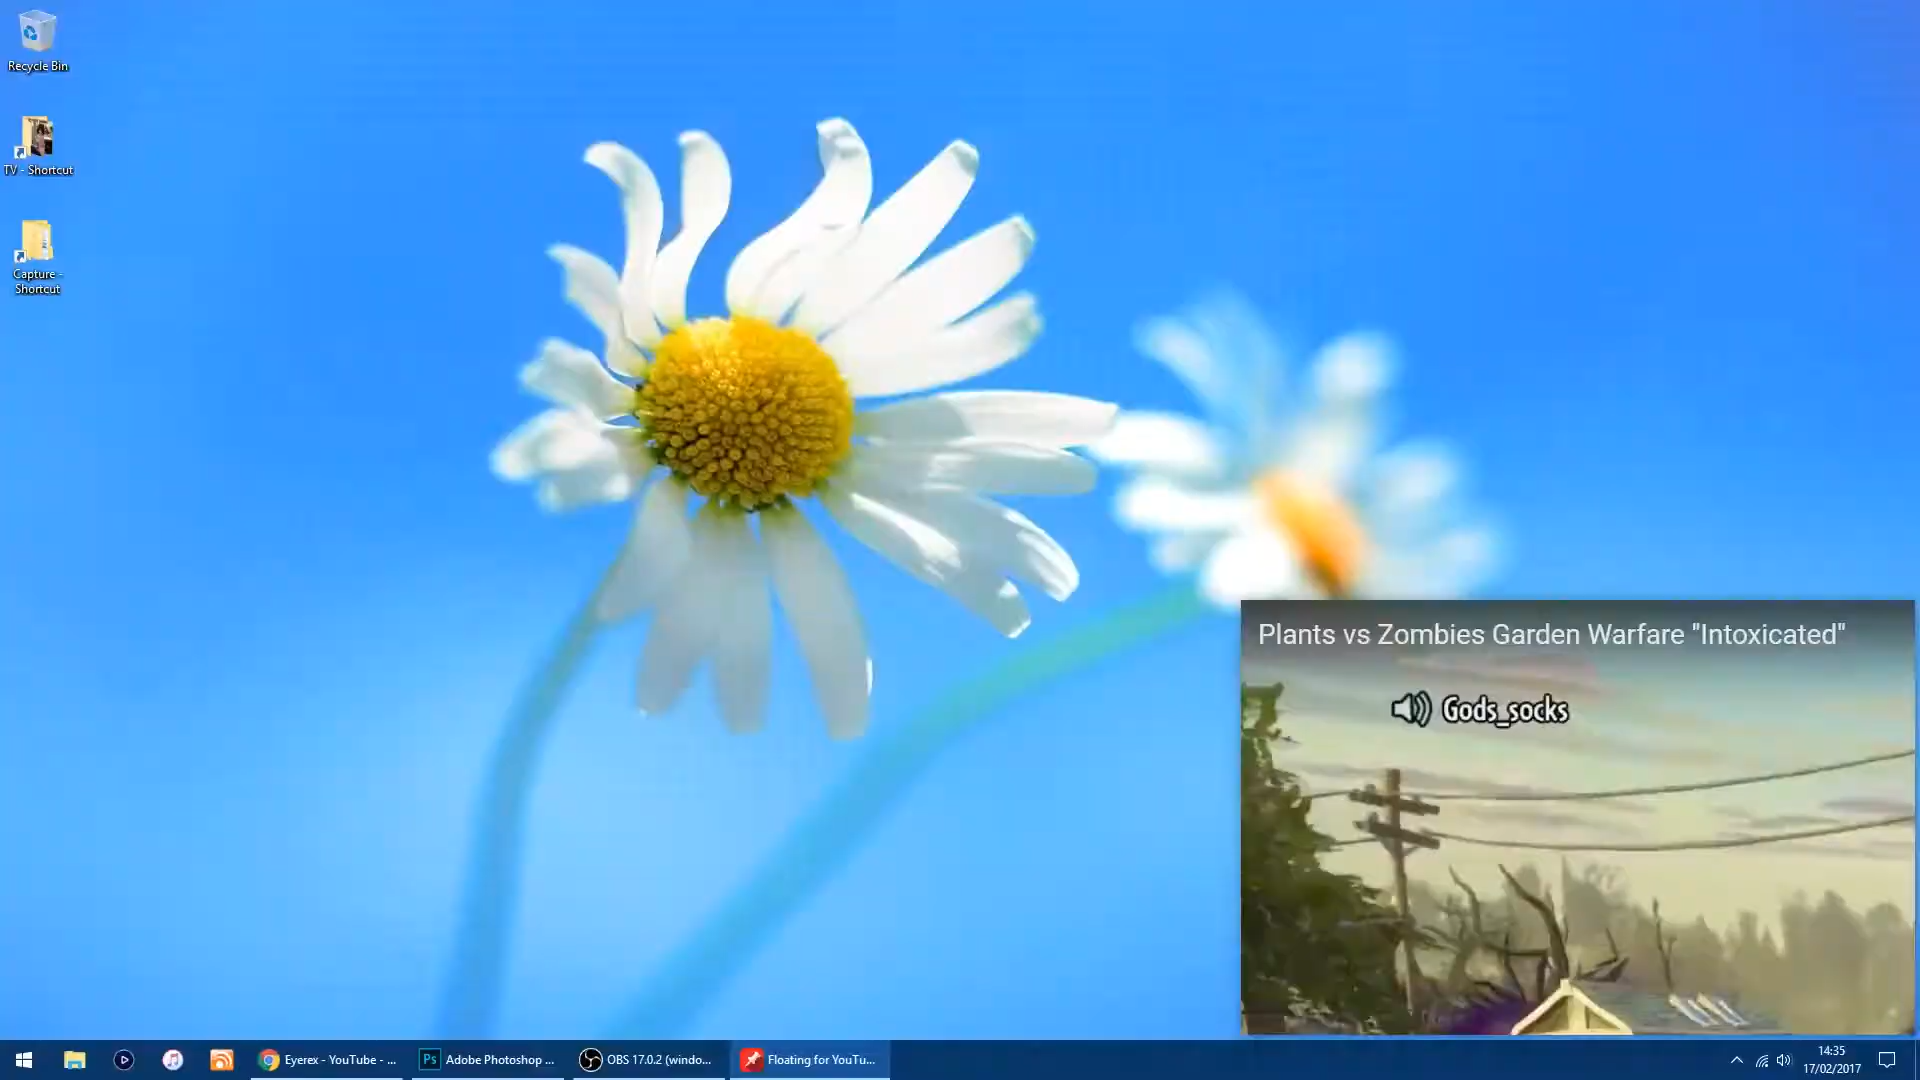 Recycle Bin
TV - Shortcut
Capture -
Shortcut
Plants vs Zombies Garden Warfare "Intoxicated"
Gods_socks
Eyerex - YouTube - ...
Ps
Adobe Photoshop ...
OBS 17.0.2 (windo...
Floating for YouTu...
14:35
17/02/2017